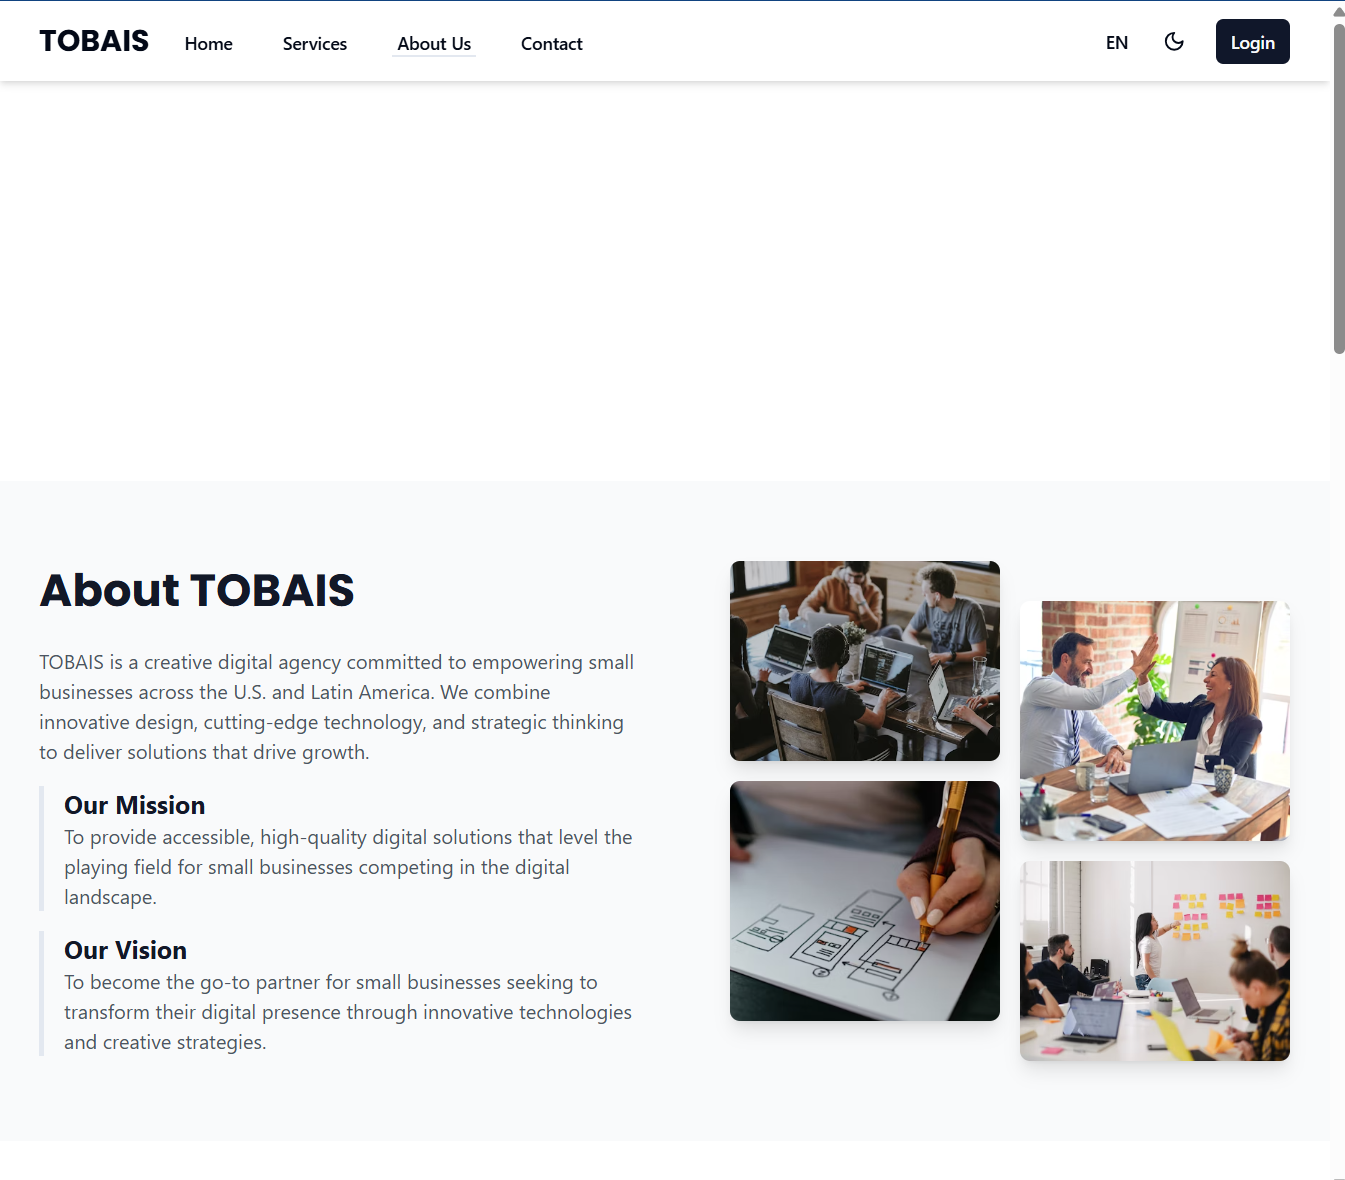 TOBAIS
Home
Services
About Us
Contact
EN
Login
About TOBAIS
TOBAIS is a creative digital agency committed to empowering small
businesses across the U.S. and Latin America. We combine
innovative design, cutting-edge technology, and strategic thinking
to deliver solutions that drive growth.
Our Mission
To provide accessible, high-quality digital solutions that level the
playing field for small businesses competing in the digital
landscape.
Our Vision
To become the go-to partner for small businesses seeking to
transform their digital presence through innovative technologies
and creative strategies.